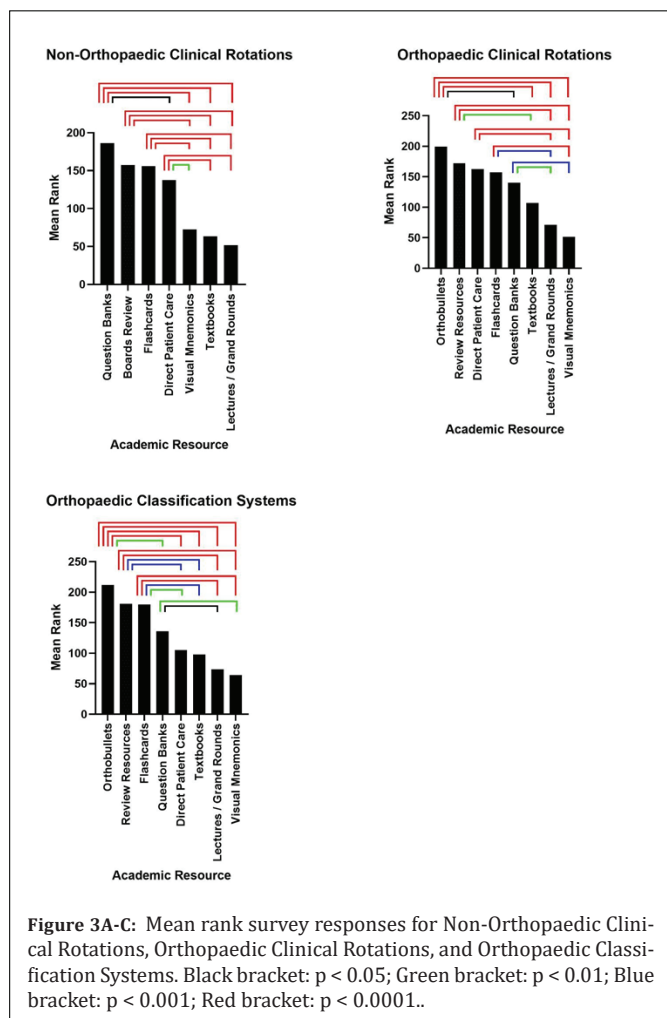 Non-Orthopaedic Clinical Rotations
200
150
100
50
0
Mean Rank
Question Banks
Boards Review
Flashcards
Direct Patient Care
Visual Mnemonics
Textbooks
Lectures / Grand Rounds
Academic Resource
Orthopaedic Clinical Rotations
250
200
150
100
50
0
Mean Rank
Orthobullets
Review Resources
Direct Patient Care
Flashcards
Question Banks
Textbooks
Lectures / Grand Rounds
Visual Mnemonics
Academic Resource
Orthopaedic Classification Systems
250
200
150
100
50
0
Mean Rank
Orthobullets
Review Resources
Flashcards
Question Banks
Direct Patient Care
Textbooks
Lectures / Grand Rounds
Visual Mnemonics
Academic Resource
Figure 3A-C: Mean rank survey responses for Non-Orthopaedic Clini-
cal Rotations, Orthopaedic Clinical Rotations, and Orthopaedic Classi-
fication Systems. Black bracket: p < 0.05; Green bracket: p < 0.01; Blue
bracket: p < 0.001; Red bracket: p < 0.0001..